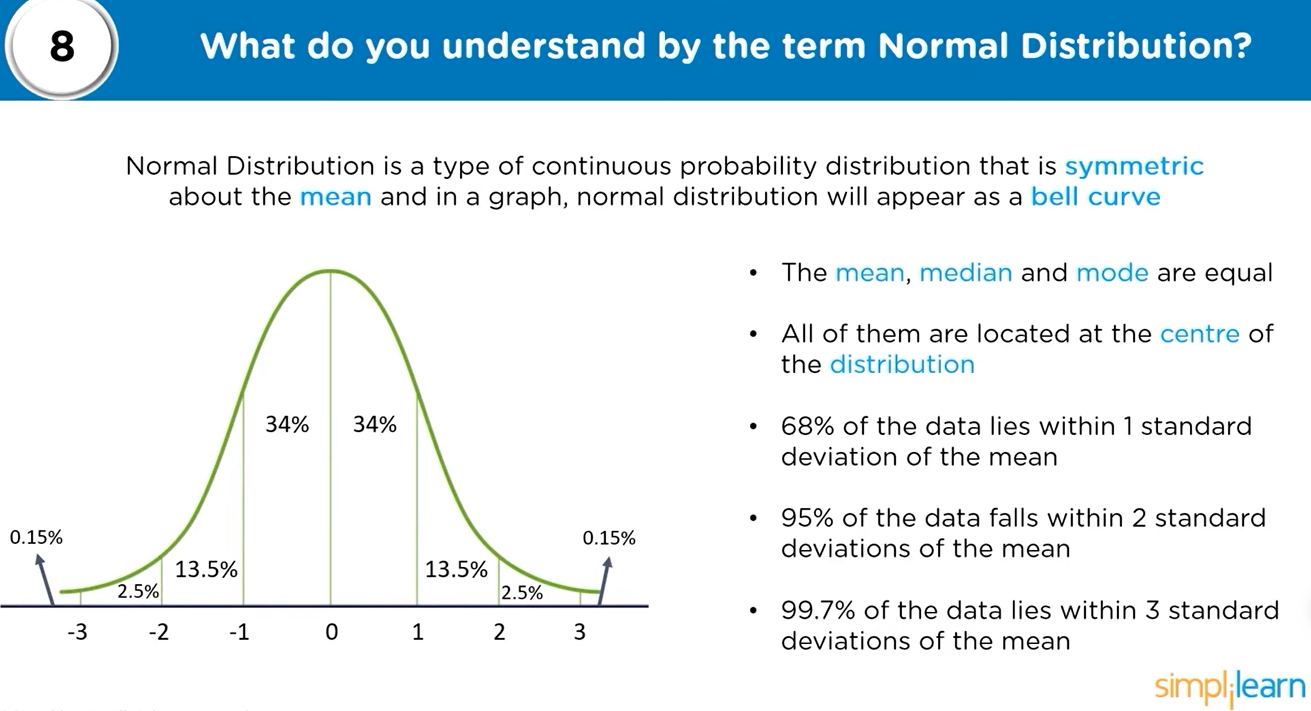 8
What do you understand by the term Normal Distribution?
Normal Distribution is a type of continuous probability distribution that is symmetric
about the mean and in a graph, normal distribution will appear as a bell curve
• The mean, median and mode are equal
• All of them are located at the centre of
the distribution
• 68% of the data lies within 1 standard
deviation of the mean
• 95% of the data falls within 2 standard
deviations of the mean
• 99.7% of the data lies within 3 standard
deviations of the mean
34% 34%
0.15% 0.15%
13.5% 13.5%
2.5% 2.5%
-3 -2 -1 0 1 2 3
simplilearn